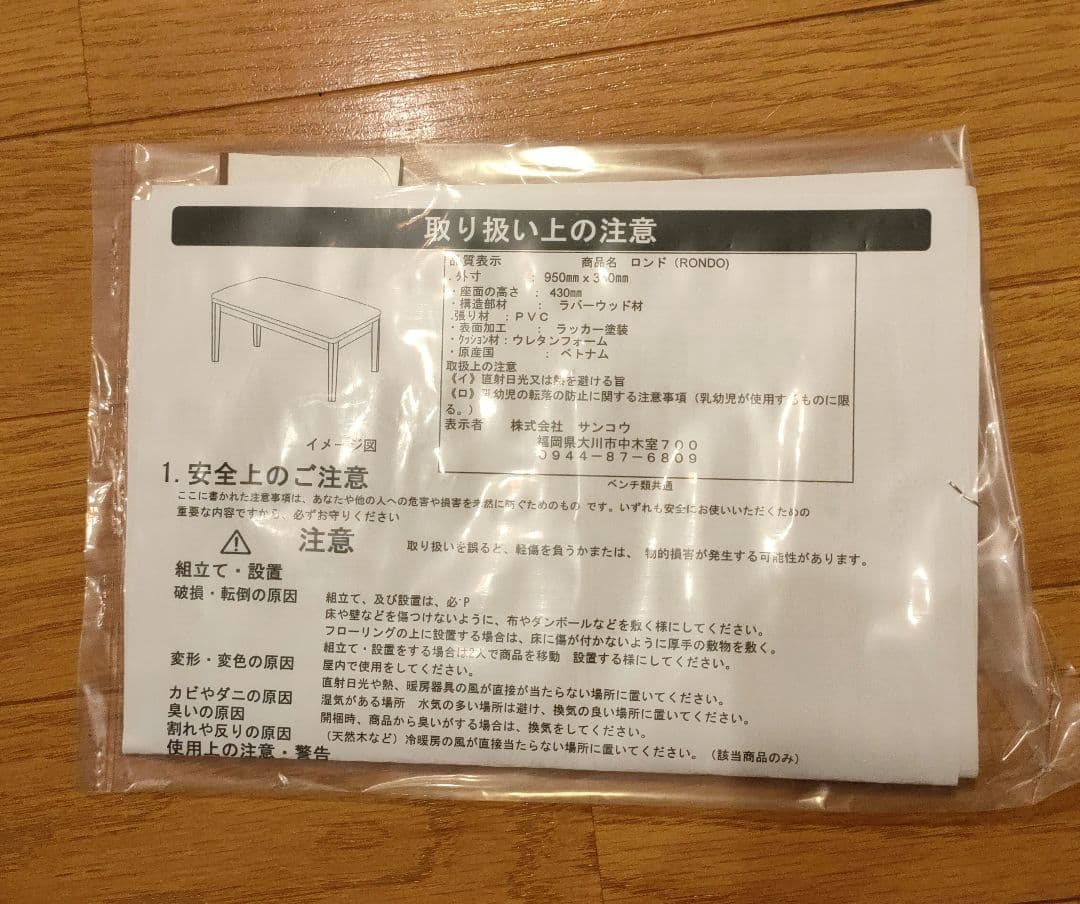 取り扱い上の注意
品質表示 商品名 ロンド（RONDO）
・外寸 : 950㎜ x 3 0㎜
・座面の高さ : 430㎜
・構造部材 : ラバーウッド材
.張り材 :PVC
・表面加工 : ラッカー塗装
・ｸｯｼｮﾝ材:ウレタンフォーム
・原産国 : ベトナム
取扱上の注意
《イ》直射日光又は熱を避ける旨
《ロ》乳幼児の転落の防止に関する注意事項（乳幼児が使用するものに限
る。）
表示者 株式会社 サンコウ
福岡県大川市中木室７００
０９４４－８７－６８０９
イメージ図
ベンチ類共通
1.安全上のご注意
ここに書かれた注意事項は、あなたや他の人への危害や損害を未然に防ぐためのもの です。いずれも安全にお使いいただくための
重要な内容ですから、必ずお守りください
注意 取り扱いを誤ると、軽傷を負うかまたは、 物的損害が発生する可能性があります。
組立て・設置
破損・転倒の原因 組立て、及び設置は、必
床や壁などを傷つけないように、布やダンボールなどを敷く様にしてください。
フローリングの上に設置する場合は、床に傷が付かないように厚手の敷物を敷く。
組立て・設置をする場合は2人で商品を移動 設置する様にしてください。
変形・変色の原因 屋内で使用をしてください。
直射日光や熱、暖房器具の風が直接が当たらない場所に置いてください。
カビやダニの原因 湿気がある場所 水気の多い場所は避け、換気の良い場所に置いてください。
臭いの原因 開梱時、商品から臭いがする場合は、換気をしてください。
割れや反りの原因 （天然木など）冷暖房の風が直接当たらない場所に置いてください。（該当商品のみ）
使用上の注意・警告